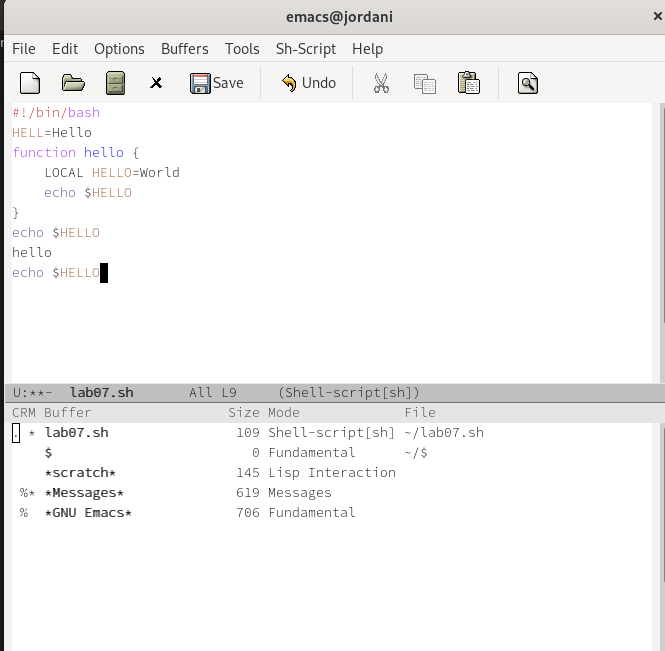 emacs@jordani
File Edit Options Buffers Tools Sh-Script Help
Save Undo
#!/bin/bash
HELL=Hello
function hello {
    LOCAL HELLO=World
    echo $HELLO
}
echo $HELLO
hello
echo $HELLO
U:**-  lab07.sh       All L9     (Shell-script[sh])
CRM Buffer                 Size Mode             File
. * lab07.sh                109 Shell-script[sh] ~/lab07.sh
    $                         0 Fundamental      ~/$
    *scratch*               145 Lisp Interaction
 %* *Messages*              619 Messages
 %  *GNU Emacs*             706 Fundamental